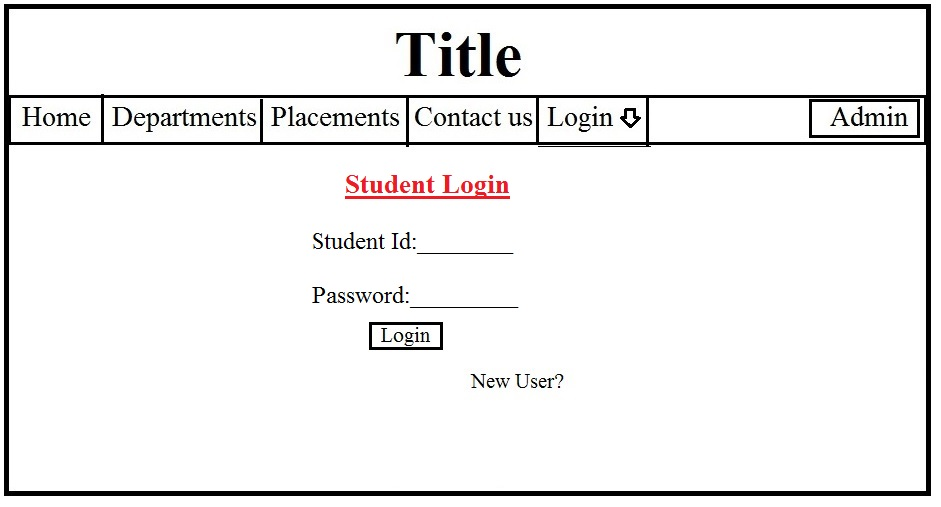 Title
Home Departments Placements Contact us Login Admin
Student Login
Student Id:________
Password:_________
Login
New User?